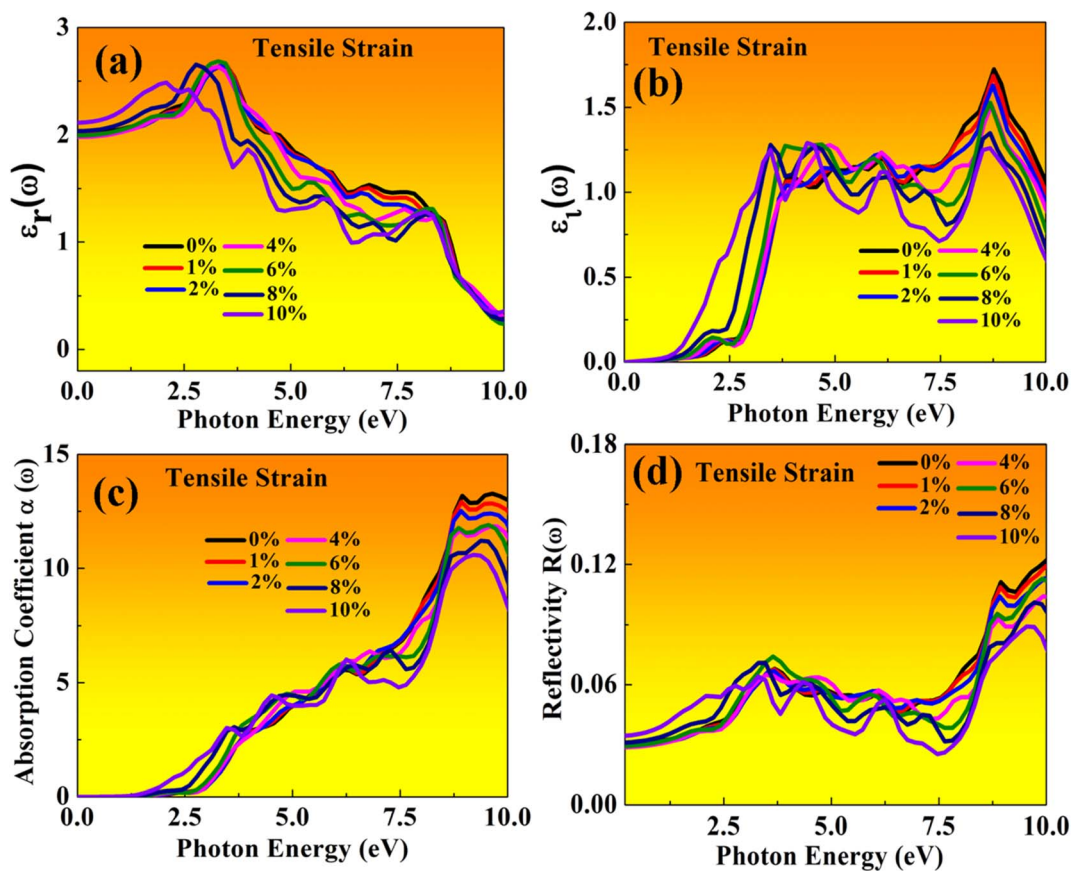 (a)
Tensile Strain
εr(ω)
3
2
1
0
0% 4%
1% 6%
2% 8%
10%
0.0 2.5 5.0 7.5 10.0
Photon Energy (eV)
(b)
Tensile Strain
ει(ω)
2.0
1.5
1.0
0.5
0.0
0% 4%
1% 6%
2% 8%
10%
0.0 2.5 5.0 7.5 10.0
Photon Energy (eV)
(c)
Tensile Strain
Absorption Coefficient α (ω)
15
10
5
0
0% 4%
1% 6%
2% 8%
10%
0.0 2.5 5.0 7.5 10.0
Photon Energy (eV)
(d)
Tensile Strain
Reflectivity R(ω)
0.18
0.12
0.06
0.00
0% 4%
1% 6%
2% 8%
10%
2.5 5.0 7.5 10.0
Photon Energy (eV)